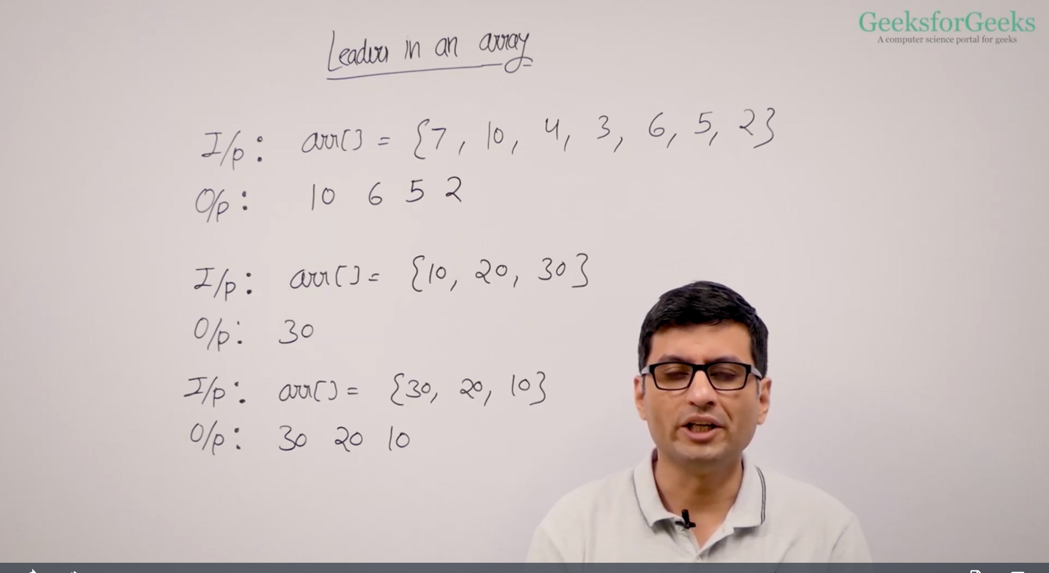 GeeksforGeeks
A computer science portal for geeks
Leaders in an array
I/p: arr[] = {7, 10, 4, 3, 6, 5, 2}
O/p: 10 6 5 2
I/p: arr[] = {10, 20, 30}
O/p: 30
I/p: arr[] = {30, 20, 10}
O/p: 30 20 10